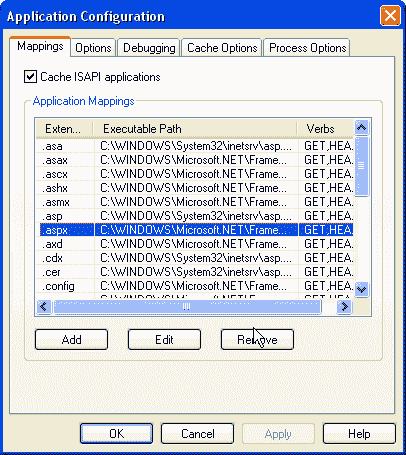 Application Configuration
Mappings Options Debugging Cache Options Process Options
Cache ISAPI applications
Application Mappings
Exten... Executable Path Verbs
.asa C:\WINDOWS\System32\inetsrv\asp.... GET,HEA.
.asax C:\WINDOWS\Microsoft.NET\Frame... GET,HEA.
.ascx C:\WINDOWS\Microsoft.NET\Frame... GET,HEA.
.ashx C:\WINDOWS\Microsoft.NET\Frame... GET,HEA.
.asmx C:\WINDOWS\Microsoft.NET\Frame... GET,HEA.
.asp C:\WINDOWS\System32\inetsrv\asp.... GET,HEA.
.aspx C:\WINDOWS\Microsoft.NET\Frame... GET,HEA.
.axd C:\WINDOWS\Microsoft.NET\Frame... GET,HEA.
.cdx C:\WINDOWS\System32\inetsrv\asp.... GET,HEA.
.cer C:\WINDOWS\System32\inetsrv\asp.... GET,HEA.
.config C:\WINDOWS\Microsoft.NET\Frame... GET,HEA.
Add Edit Remove
OK Cancel Apply Help